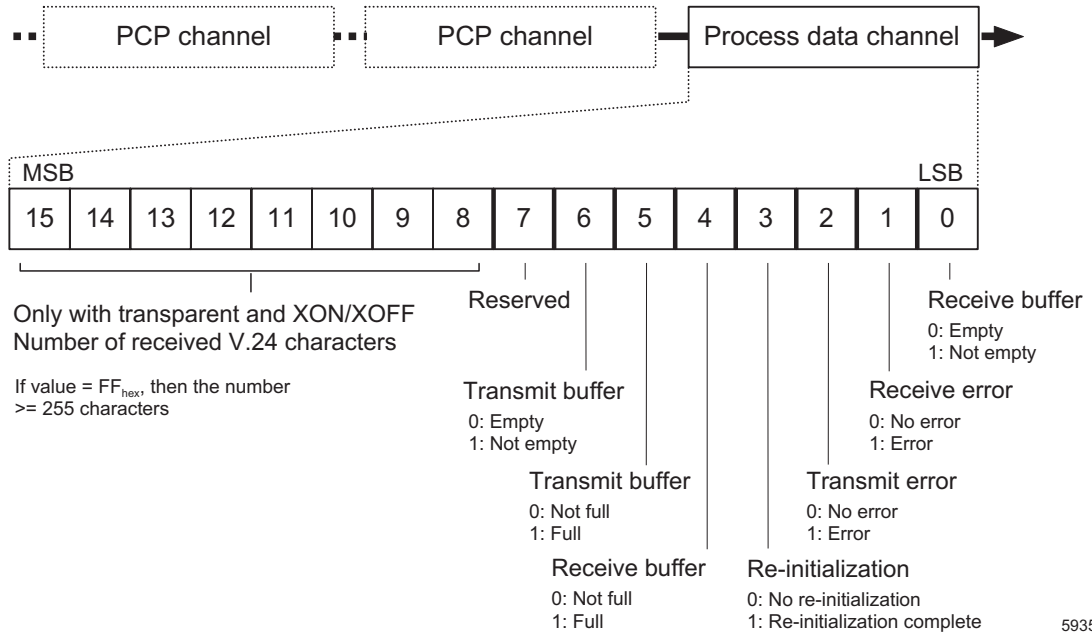 PCP channel PCP channel Process data channel
MSB LSB
15 14 13 12 11 10 9 8 7 6 5 4 3 2 1 0
Only with transparent and XON/XOFF
Number of received V.24 characters
If value = FFhex, then the number
>= 255 characters
Reserved
Transmit buffer
0: Empty
1: Not empty
Transmit buffer
0: Not full
1: Full
Receive buffer
0: Not full
1: Full
Re-initialization
0: No re-initialization
1: Re-initialization complete
Transmit error
0: No error
1: Error
Receive error
0: No error
1: Error
Receive buffer
0: Empty
1: Not empty
5935